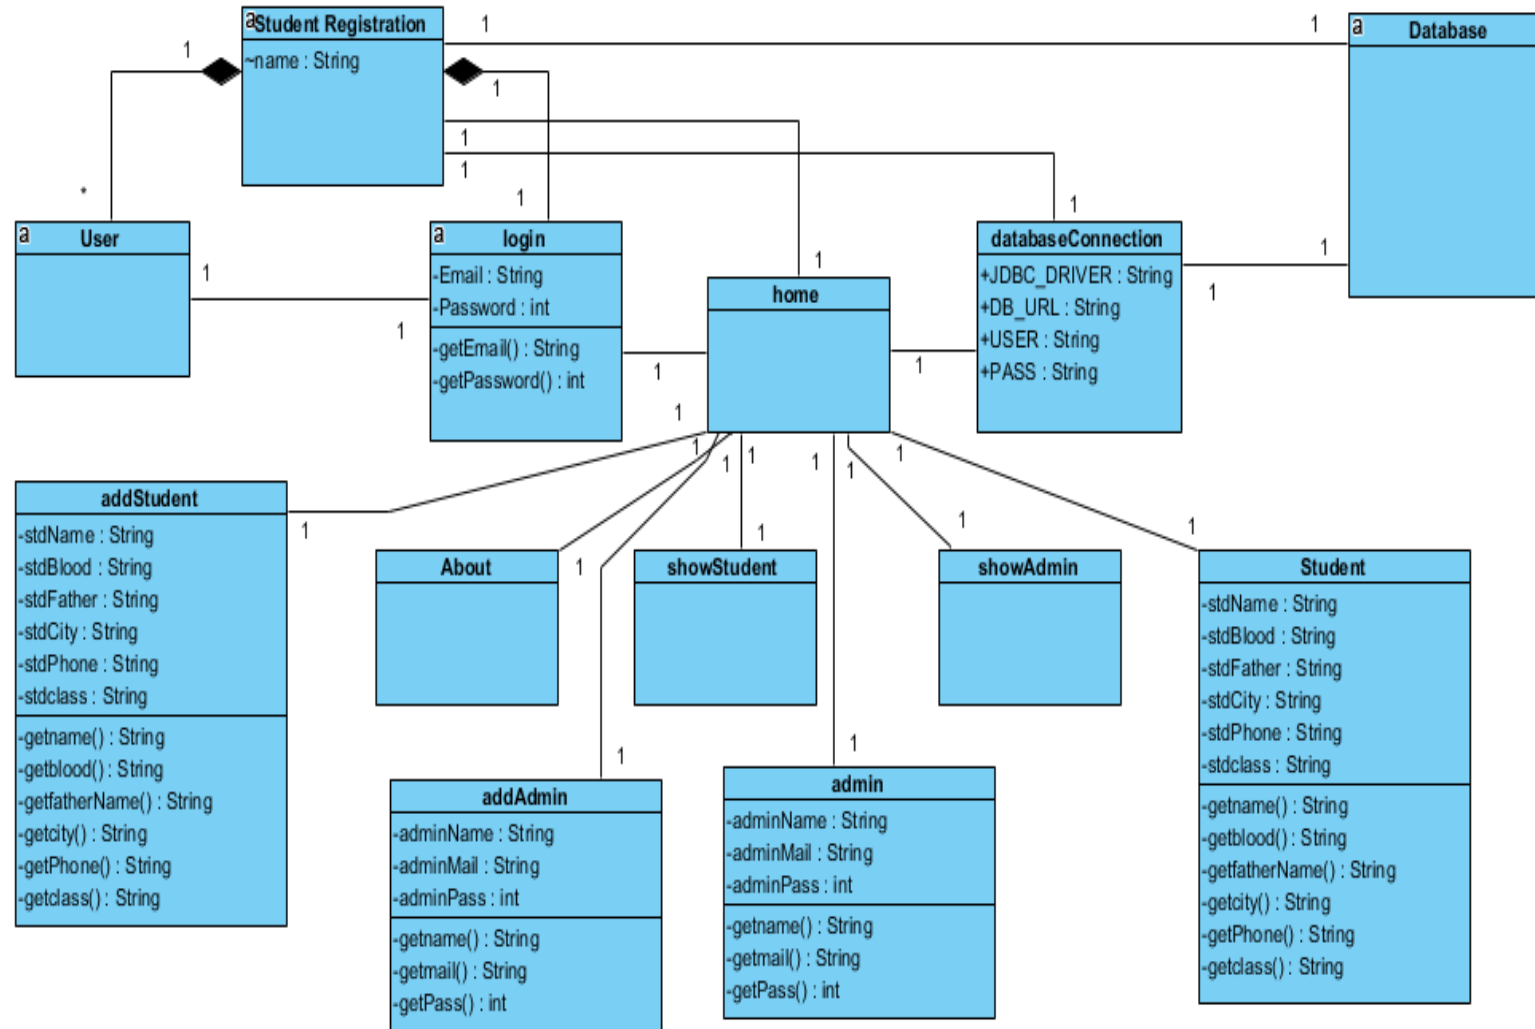 a
Student Registration
~name : String
1
1
1
1
1
1
*
1
1
1
a
Database
a
User
1
1
a
login
-Email : String
-Password : int
-getEmail() : String
-getPassword() : int
1
home
1
databaseConnection
+JDBC_DRIVER : String
+DB_URL : String
+USER : String
+PASS : String
1
1
1
1
1
1
1
1
1
addStudent
-stdName : String
-stdBlood : String
-stdFather : String
-stdCity : String
-stdPhone : String
-stdclass : String
-getname() : String
-getblood() : String
-getfatherName() : String
-getcity() : String
-getPhone() : String
-getclass() : String
1
About
1
showStudent
1
showAdmin
1
Student
-stdName : String
-stdBlood : String
-stdFather : String
-stdCity : String
-stdPhone : String
-stdclass : String
-getname() : String
-getblood() : String
-getfatherName() : String
-getcity() : String
-getPhone() : String
-getclass() : String
1
1
addAdmin
-adminName : String
-adminMail : String
-adminPass : int
-getname() : String
-getmail() : String
-getPass() : int
1
admin
-adminName : String
-adminMail : String
-adminPass : int
-getname() : String
-getmail() : String
-getPass() : int